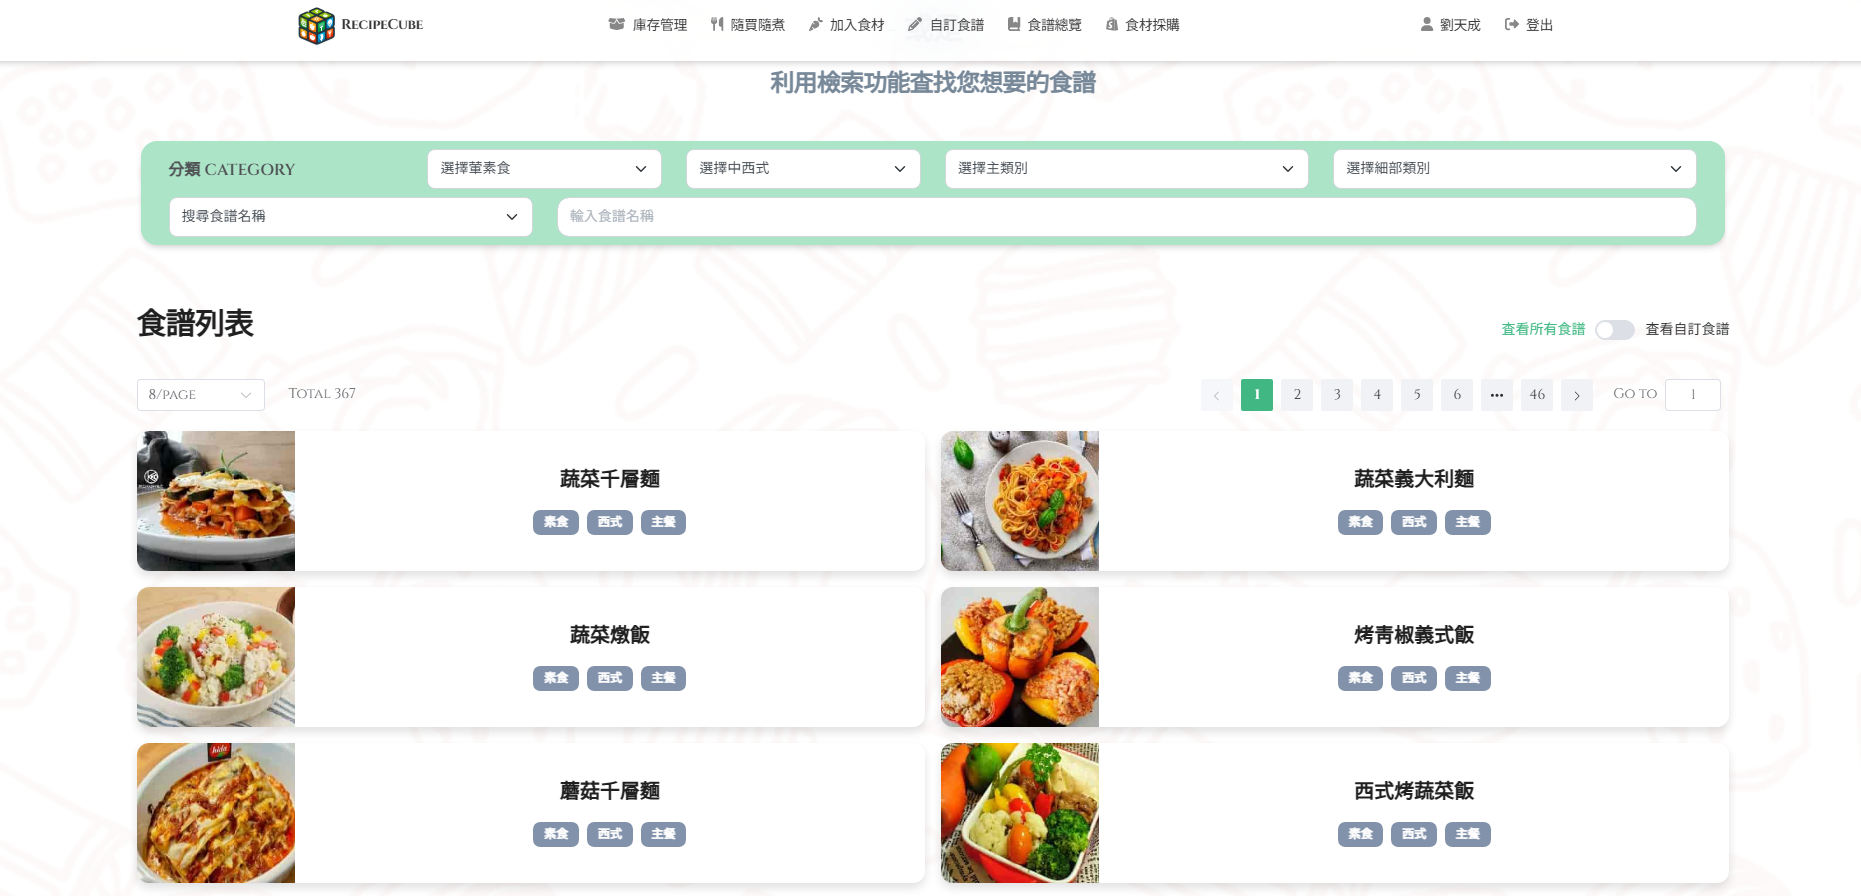 RecipeCube
庫存管理
隨買隨煮
加入食材
自訂食譜
食譜總覽
食材採購
劉天成
登出
利用檢索功能查找您想要的食譜
分類 CATEGORY
選擇葷素食
選擇中西式
選擇主類別
選擇細部類別
搜尋食譜名稱
輸入食譜名稱
食譜列表
查看所有食譜
查看自訂食譜
8/page
Total 367
1
2
3
4
5
6
•••
46
Go to
1
蔬菜千層麵
素食 西式 主餐
蔬菜義大利麵
素食 西式 主餐
蔬菜燉飯
素食 西式 主餐
烤青椒義式飯
素食 西式 主餐
蘑菇千層麵
素食 西式 主餐
西式烤蔬菜飯
素食 西式 主餐